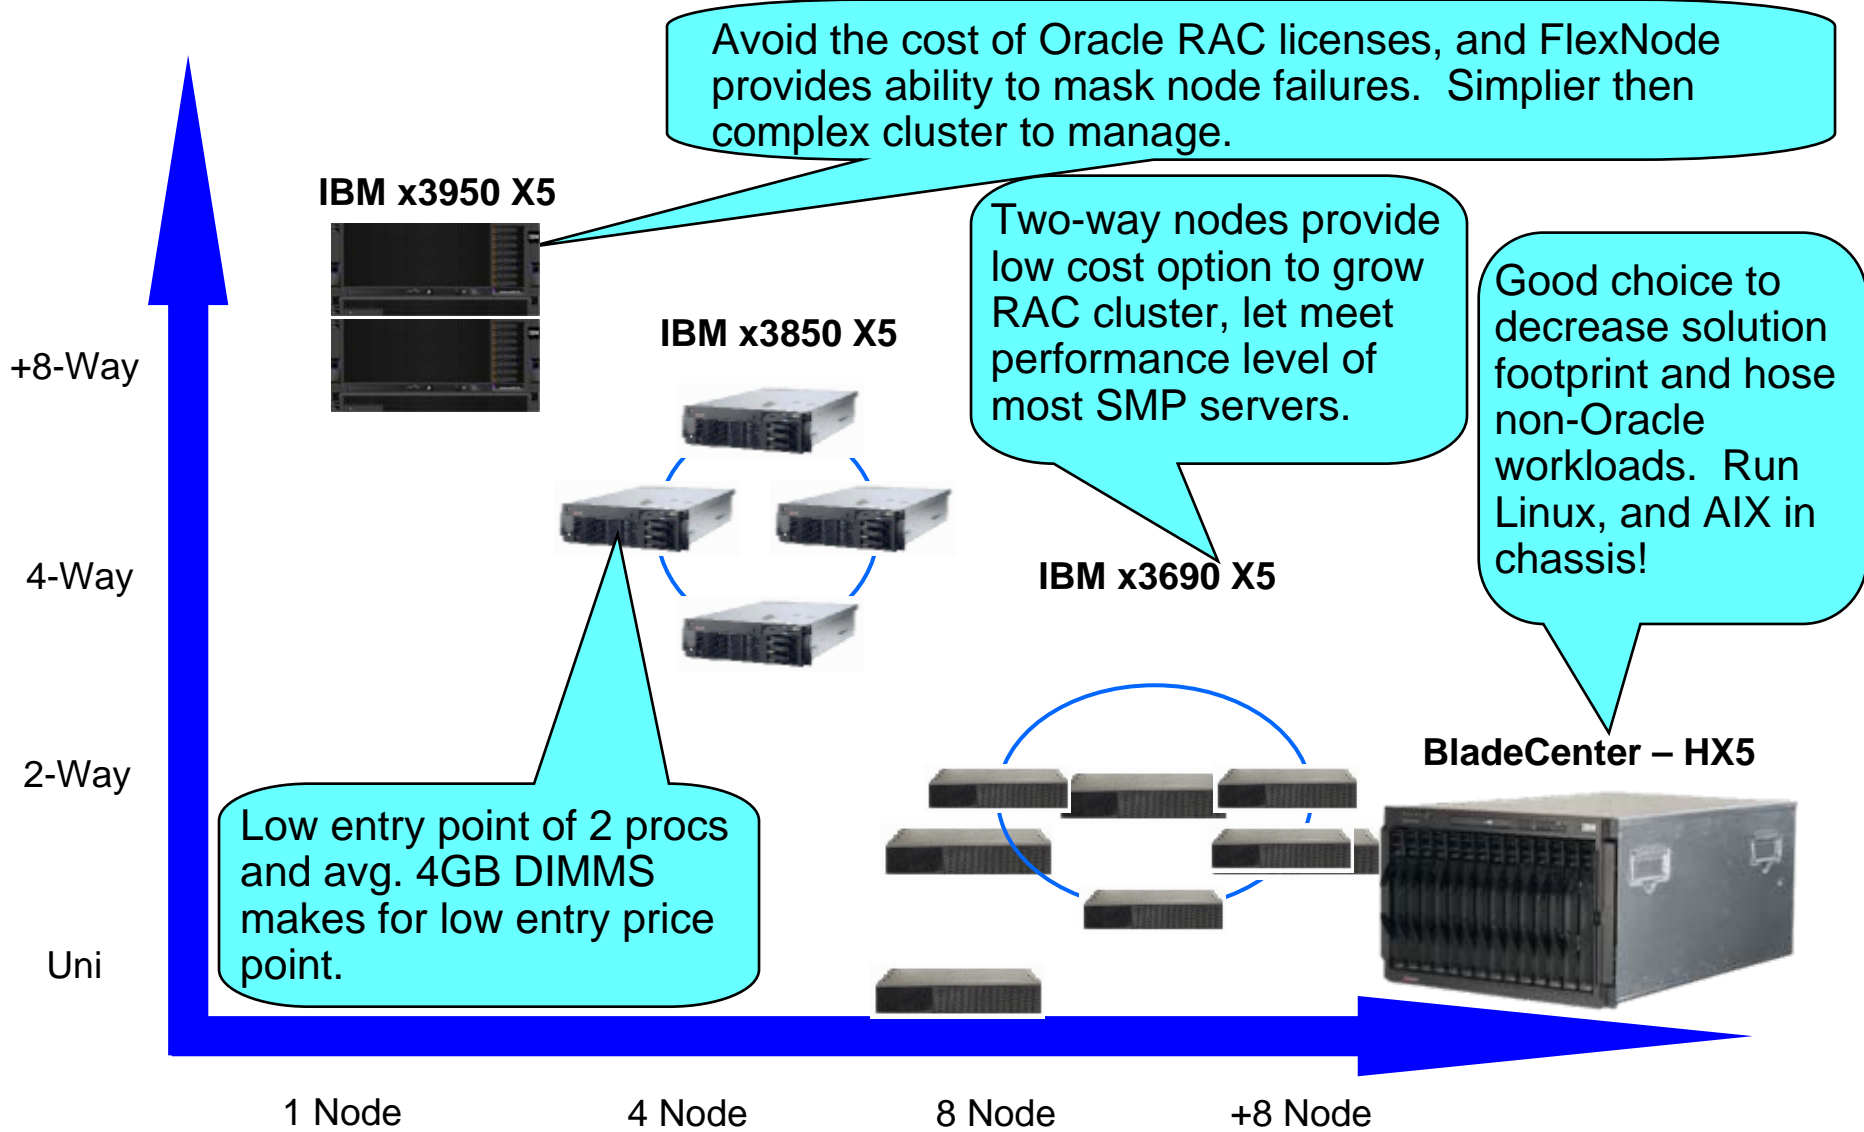 Avoid the cost of Oracle RAC licenses, and FlexNode
provides ability to mask node failures.  Simplier then
complex cluster to manage.
IBM x3950 X5
Two-way nodes provide
low cost option to grow
RAC cluster, let meet
performance level of
most SMP servers.
Good choice to
decrease solution
footprint and hose
non-Oracle
workloads.  Run
Linux, and AIX in
chassis!
IBM x3850 X5
+8-Way
4-Way
IBM x3690 X5
BladeCenter – HX5
2-Way
Low entry point of 2 procs
and avg. 4GB DIMMS
makes for low entry price
point.
Uni
1 Node
4 Node
8 Node
+8 Node